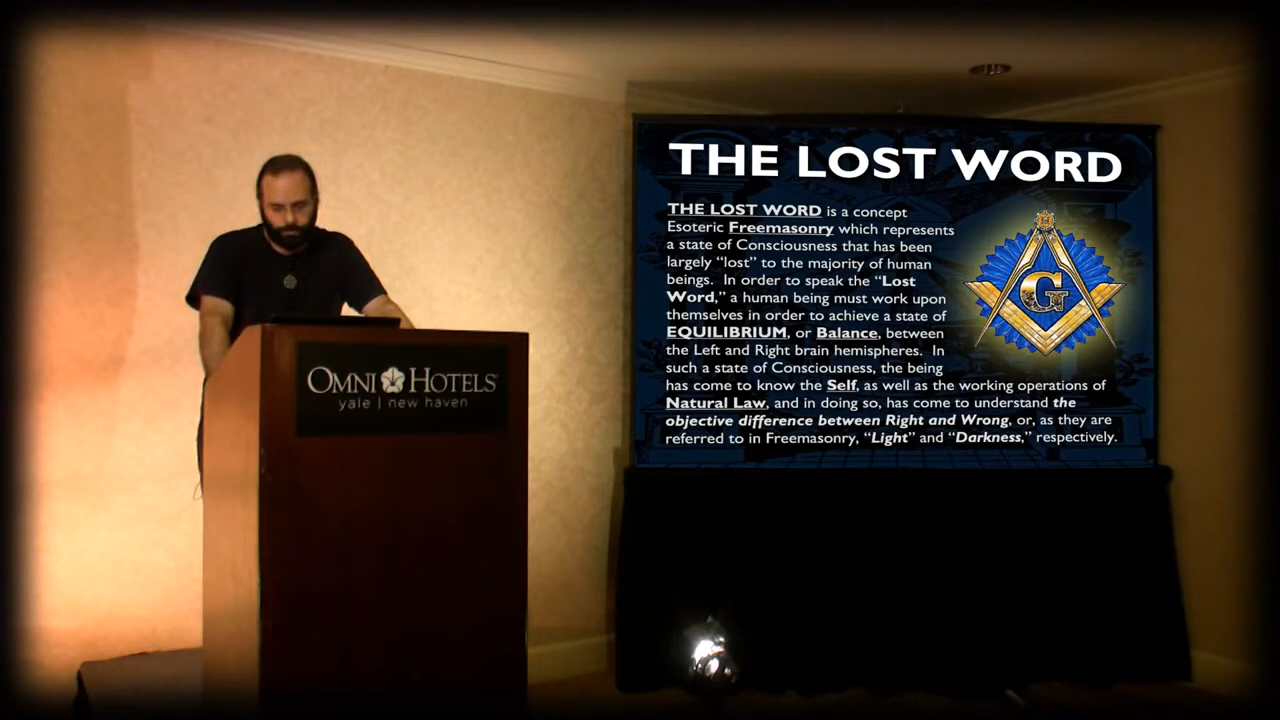 OMNI HOTELS
yale | new haven
THE LOST WORD
THE LOST WORD is a concept
Esoteric Freemasonry which represents
a state of Consciousness that has been
largely “lost” to the majority of human
beings. In order to speak the “Lost
Word,” a human being must work upon
themselves in order to achieve a state of
EQUILIBRIUM, or Balance, between
the Left and Right brain hemispheres. In
such a state of Consciousness, the being
has come to know the Self, as well as the working operations of
Natural Law, and in doing so, has come to understand the
objective difference between Right and Wrong, or, as they are
referred to in Freemasonry, “Light” and “Darkness,” respectively.
G